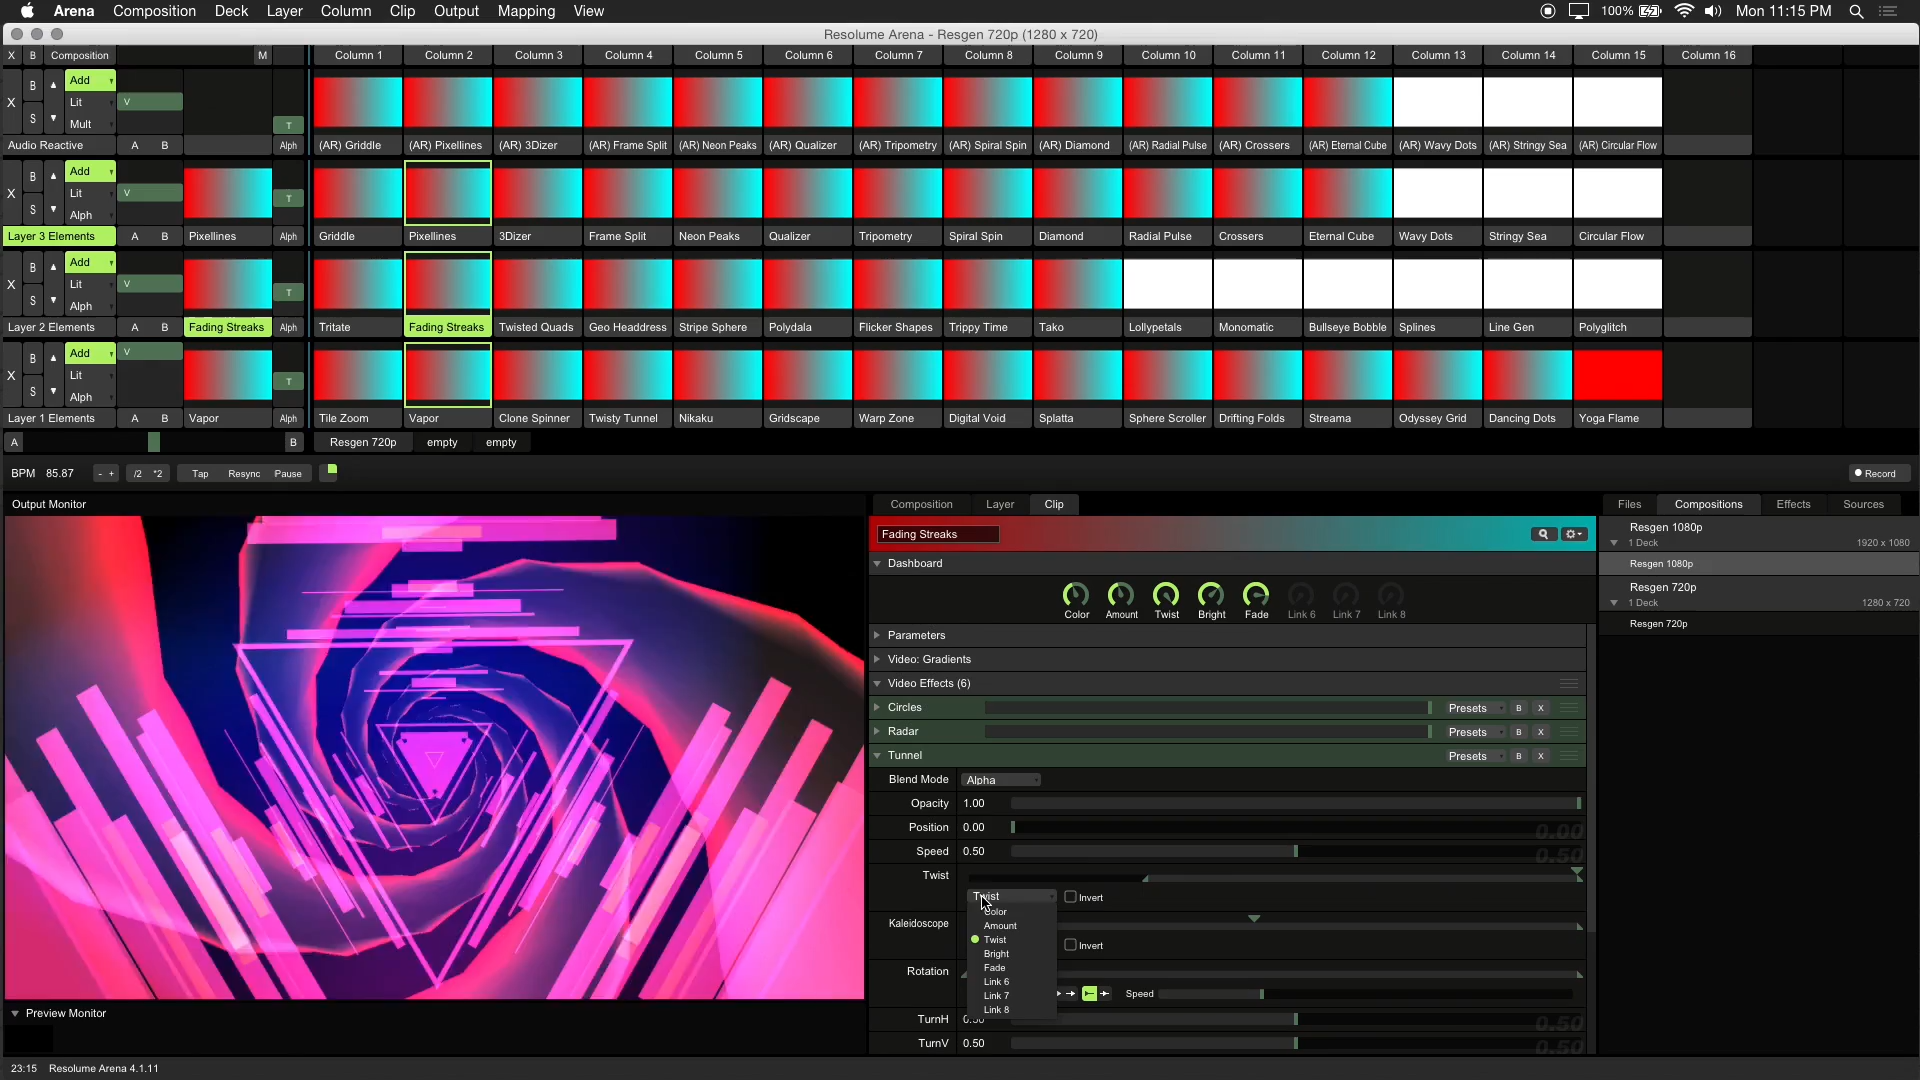 Arena Composition Deck Layer Column Clip Output Mapping View 100% Mon 11:15 PM
Resolume Arena - Resgen 720p (1280 x 720)
X B Composition M Column 1 Column 2 Column 3 Column 4 Column 5 Column 6 Column 7 Column 8 Column 9 Column 10 Column 11 Column 12 Column 13 Column 14 Column 15 Column 16
B Add
X Lit V
S Mult T
Audio Reactive A B Alph (AR) Griddle (AR) Pixellines (AR) 3Dizer (AR) Frame Split (AR) Neon Peaks (AR) Qualizer (AR) Tripometry (AR) Spiral Spin (AR) Diamond (AR) Radial Pulse (AR) Crossers (AR) Eternal Cube (AR) Wavy Dots (AR) Stringy Sea (AR) Circular Flow
B Add
X Lit V T
S Alph
Layer 3 Elements A B Pixellines Alph Griddle Pixellines 3Dizer Frame Split Neon Peaks Qualizer Tripometry Spiral Spin Diamond Radial Pulse Crossers Eternal Cube Wavy Dots Stringy Sea Circular Flow
B Add
X Lit V T
S Alph
Layer 2 Elements A B Fading Streaks Alph Tritate Fading Streaks Twisted Quads Geo Headdress Stripe Sphere Polydala Flicker Shapes Trippy Time Tako Lollypetals Monomatic Bullseye Bobble Splines Line Gen Polyglitch
B Add V
X Lit T
S Alph
Layer 1 Elements A B Vapor Alph Tile Zoom Vapor Clone Spinner Twisty Tunnel Nikaku Gridscape Warp Zone Digital Void Splatta Sphere Scroller Drifting Folds Streama Odyssey Grid Dancing Dots Yoga Flame
A B Resgen 720p empty empty
BPM 85.87 - + /2 *2 Tap Resync Pause Record
Output Monitor
Composition Layer Clip
Fading Streaks
Dashboard
Color Amount Twist Bright Fade Link 6 Link 7 Link 8
Parameters
Video: Gradients
Video Effects (6)
Circles Presets B X
Radar Presets B X
Tunnel Presets B X
Blend Mode Alpha
Opacity 1.00
Position 0.00 0.00
Speed 0.50 0.50
Twist
Twist Invert
Color
Amount
Twist
Bright
Fade
Link 6
Link 7
Link 8
Kaleidoscope
Invert
Rotation
Speed
TurnH 0.50 0.50
TurnV 0.50 0.50
Files Compositions Effects Sources
Resgen 1080p
1 Deck 1920 x 1080
Resgen 1080p
Resgen 720p
1 Deck 1280 x 720
Resgen 720p
Preview Monitor
23:15 Resolume Arena 4.1.11